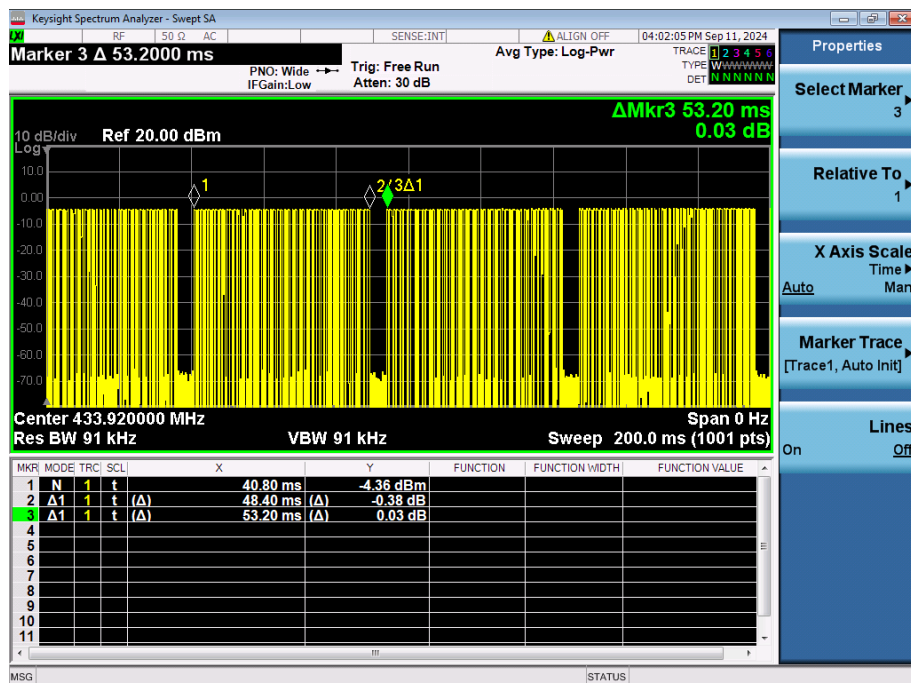 Keysight Spectrum Analyzer - Swept SA
LXI
RF
50 Ω
AC
SENSE:INT
ALIGN OFF
04:02:05 PM Sep 11, 2024
Marker 3 Δ 53.2000 ms
PNO: Wide
IFGain:Low
Trig: Free Run
Atten: 30 dB
Avg Type: Log-Pwr
TRACE 1 2 3 4 5 6
TYPE WWWWWW
DET N N N N N N
ΔMkr3 53.20 ms
0.03 dB
10 dB/div
Log
Ref 20.00 dBm
10.0
0.00
-10.0
-20.0
-30.0
-40.0
-50.0
-60.0
-70.0
1
2/3Δ1
Center 433.920000 MHz
Span 0 Hz
Res BW 91 kHz
VBW 91 kHz
Sweep 200.0 ms (1001 pts)
MKR MODE TRC SCL X Y FUNCTION FUNCTION WIDTH FUNCTION VALUE
1 N 1 t 40.80 ms -4.36 dBm
2 Δ1 1 t (Δ) 48.40 ms (Δ) -0.38 dB
3 Δ1 1 t (Δ) 53.20 ms (Δ) 0.03 dB
4
5
6
7
8
9
10
11
MSG
STATUS
Properties
Select Marker
3
Relative To
1
X Axis Scale
Time
Auto Man
Marker Trace
[Trace1, Auto Init]
Lines
On Off